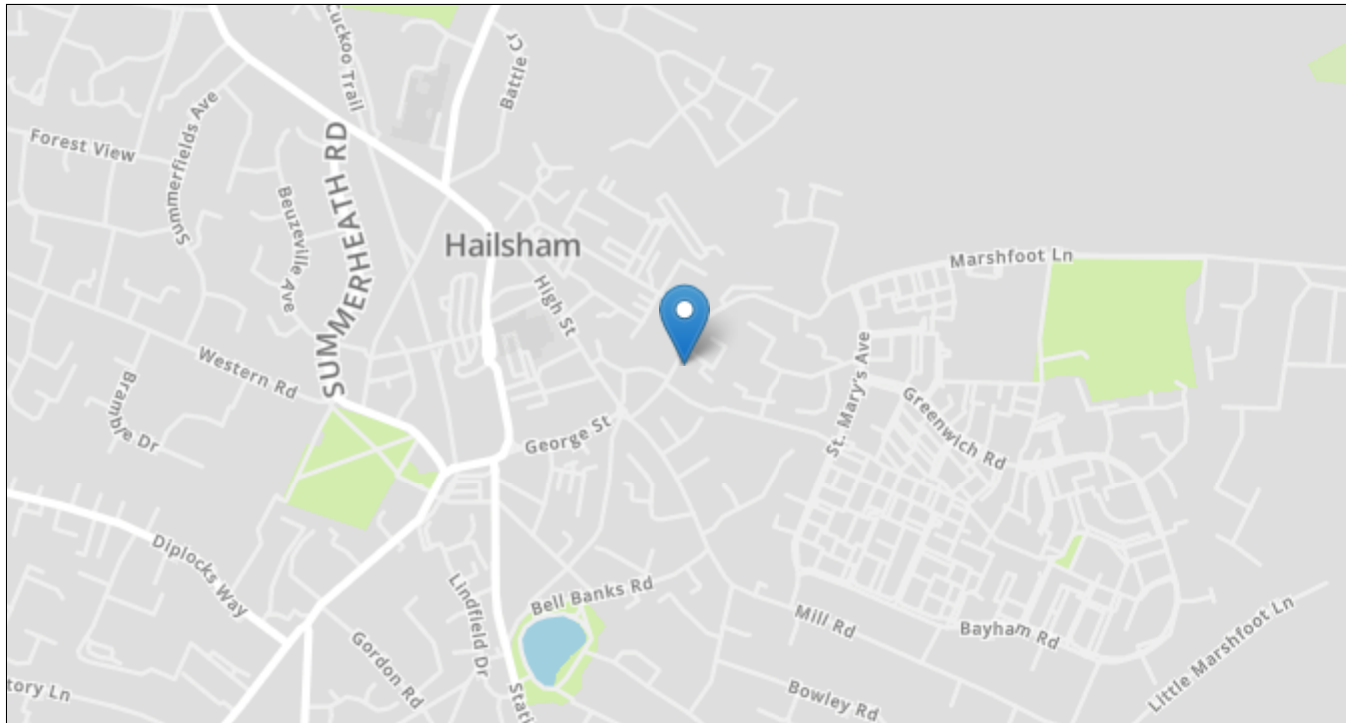 Cuckoo Trail
Battle Cr
Forest View
Summerfields Ave
SUMMERHEATH RD
Beuzeville Ave
Hailsham
Marshfoot Ln
High St
St. Mary's Ave
Western Rd
Bramble Dr
Greenwich Rd
George St
Diplocks Way
Lindfield Dr
Bell Banks Rd
Mill Rd
Bayham Rd
Little Marshfoot Ln
Gordon Rd
tory Ln
Stati
Bowley Rd